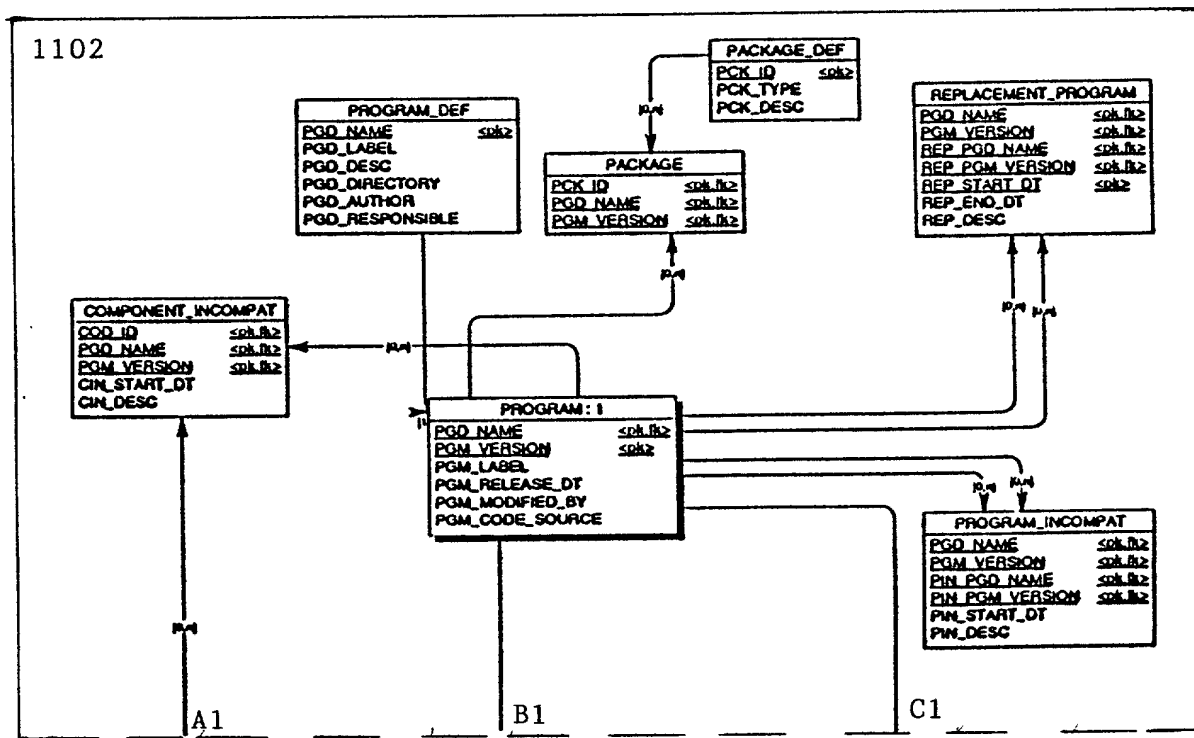 1102
PACKAGE_DEF
PCK_ID <pk>
PCK_TYPE
PCK_DESC
PROGRAM_DEF
PGD_NAME <pk>
PGD_LABEL
PGD_DESC
PGD_DIRECTORY
PGD_AUTHOR
PGD_RESPONSIBLE
PACKAGE
PCK_ID <pk,fk>
PGD_NAME <pk,fk>
PGM_VERSION <pk,fk>
REPLACEMENT_PROGRAM
PGD_NAME <pk,fk>
PGM_VERSION <pk,fk>
REP_PGD_NAME <pk,fk>
REP_PGM_VERSION <pk,fk>
REP_START_DT <pk>
REP_END_DT
REP_DESC
COMPONENT_INCOMPAT
COD_ID <pk,fk>
PGD_NAME <pk,fk>
PGM_VERSION <pk,fk>
CIN_START_DT
CIN_DESC
PROGRAM: 1
PGD_NAME <pk,fk>
PGM_VERSION <pk>
PGM_LABEL
PGM_RELEASE_DT
PGM_MODIFIED_BY
PGM_CODE_SOURCE
PROGRAM_INCOMPAT
PGD_NAME <pk,fk>
PGM_VERSION <pk,fk>
PIN_PGD_NAME <pk,fk>
PIN_PGM_VERSION <pk,fk>
PIN_START_DT
PIN_DESC
A1
B1
C1